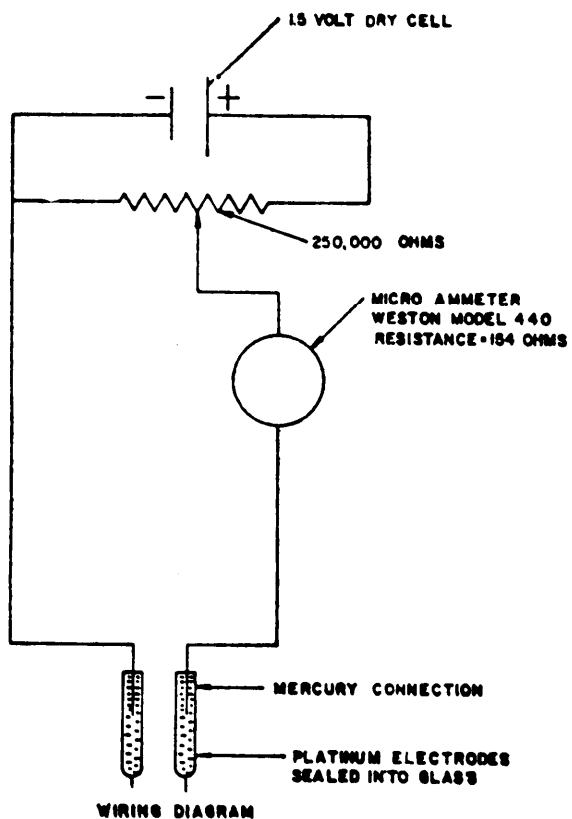 1.5 VOLT DRY CELL
− +
250,000 OHMS
MICRO AMMETER
WESTON MODEL 440
RESISTANCE=154 OHMS
MERCURY CONNECTION
PLATINUM ELECTRODES
SEALED INTO GLASS
WIRING DIAGRAM